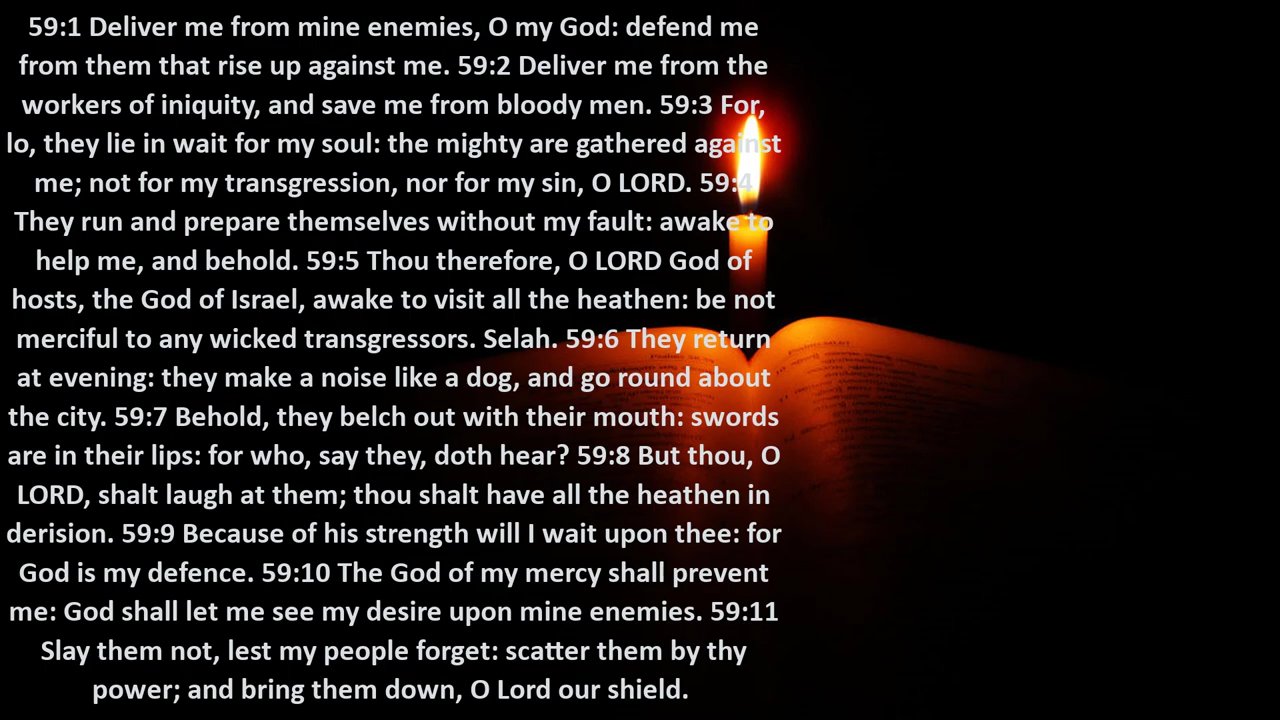 59:1 Deliver me from mine enemies, O my God: defend me
from them that rise up against me. 59:2 Deliver me from the
workers of iniquity, and save me from bloody men. 59:3 For,
lo, they lie in wait for my soul: the mighty are gathered against
me; not for my transgression, nor for my sin, O LORD. 59:4
They run and prepare themselves without my fault: awake to
help me, and behold. 59:5 Thou therefore, O LORD God of
hosts, the God of Israel, awake to visit all the heathen: be not
merciful to any wicked transgressors. Selah. 59:6 They return
at evening: they make a noise like a dog, and go round about
the city. 59:7 Behold, they belch out with their mouth: swords
are in their lips: for who, say they, doth hear? 59:8 But thou, O
LORD, shalt laugh at them; thou shalt have all the heathen in
derision. 59:9 Because of his strength will I wait upon thee: for
God is my defence. 59:10 The God of my mercy shall prevent
me: God shall let me see my desire upon mine enemies. 59:11
Slay them not, lest my people forget: scatter them by thy
power; and bring them down, O Lord our shield.